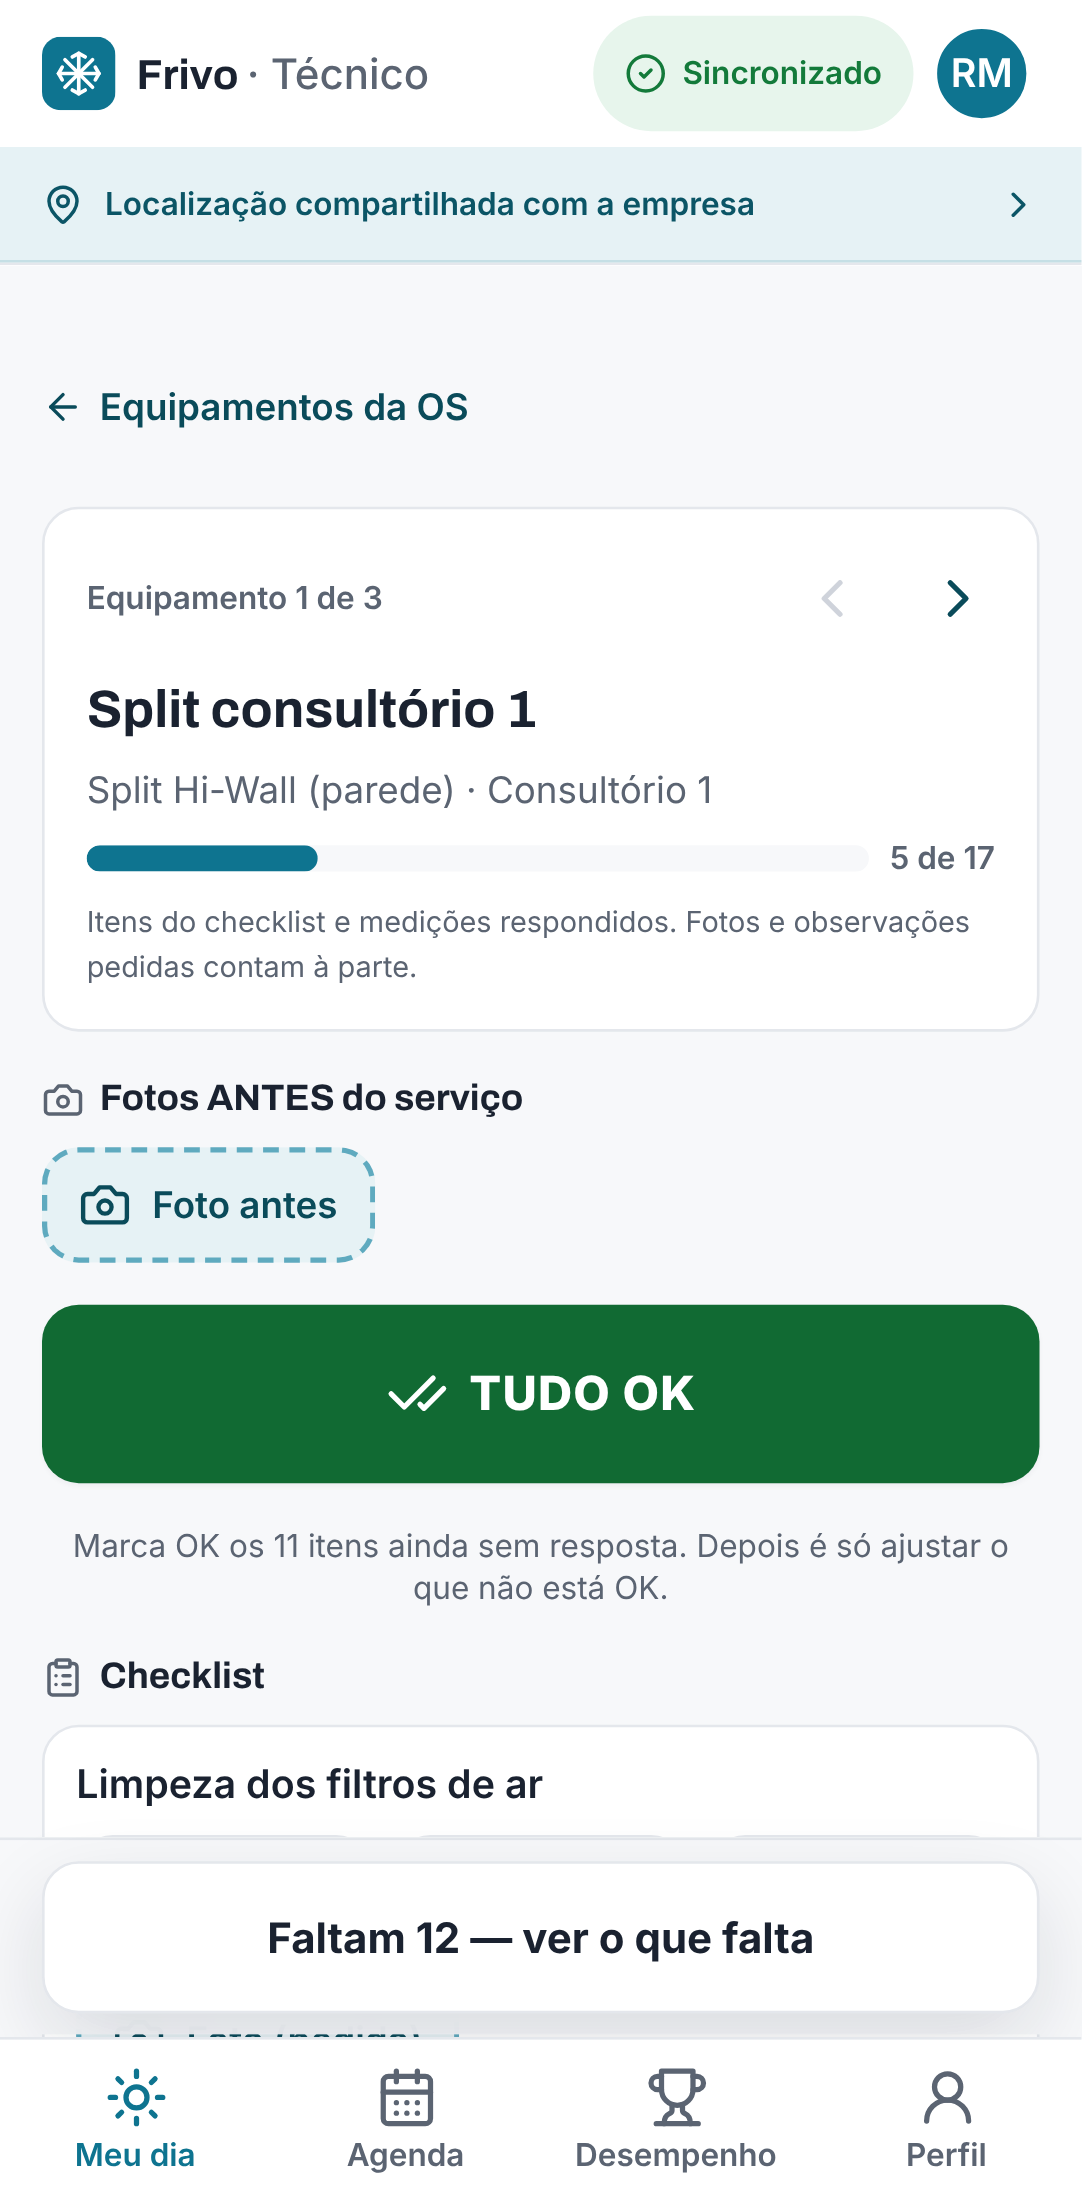 Frivo · Técnico
Sincronizado
RM
Localização compartilhada com a empresa
Equipamentos da OS
Equipamento 1 de 3
Split consultório 1
Split Hi-Wall (parede) · Consultório 1
5 de 17
Itens do checklist e medições respondidos. Fotos e observações
pedidas contam à parte.
Fotos ANTES do serviço
Foto antes
TUDO OK
Marca OK os 11 itens ainda sem resposta. Depois é só ajustar o
que não está OK.
Checklist
Limpeza dos filtros de ar
Faltam 12 — ver o que falta
Meu dia
Agenda
Desempenho
Perfil